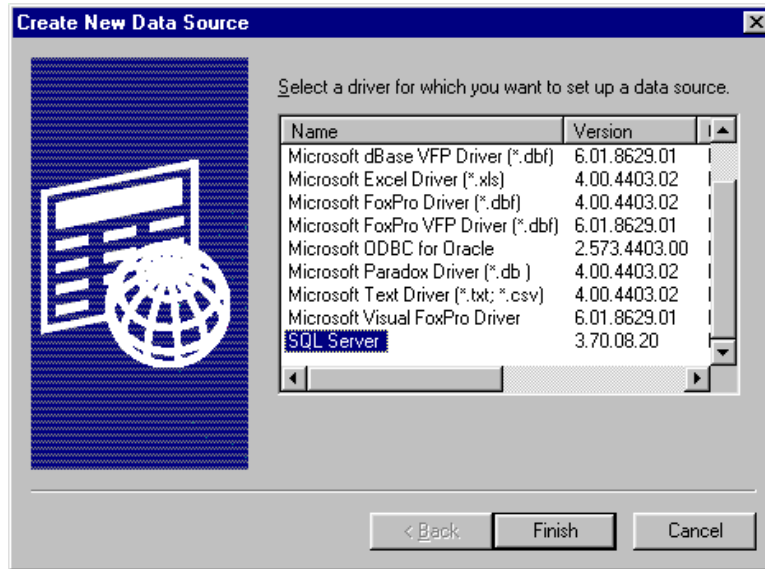 Create New Data Source
Select a driver for which you want to set up a data source.
Name Version
Microsoft dBase VFP Driver (*.dbf) 6.01.8629.01
Microsoft Excel Driver (*.xls) 4.00.4403.02
Microsoft FoxPro Driver (*.dbf) 4.00.4403.02
Microsoft FoxPro VFP Driver (*.dbf) 6.01.8629.01
Microsoft ODBC for Oracle 2.573.4403.00
Microsoft Paradox Driver (*.db ) 4.00.4403.02
Microsoft Text Driver (*.txt; *.csv) 4.00.4403.02
Microsoft Visual FoxPro Driver 6.01.8629.01
SQL Server 3.70.08.20
< Back Finish Cancel